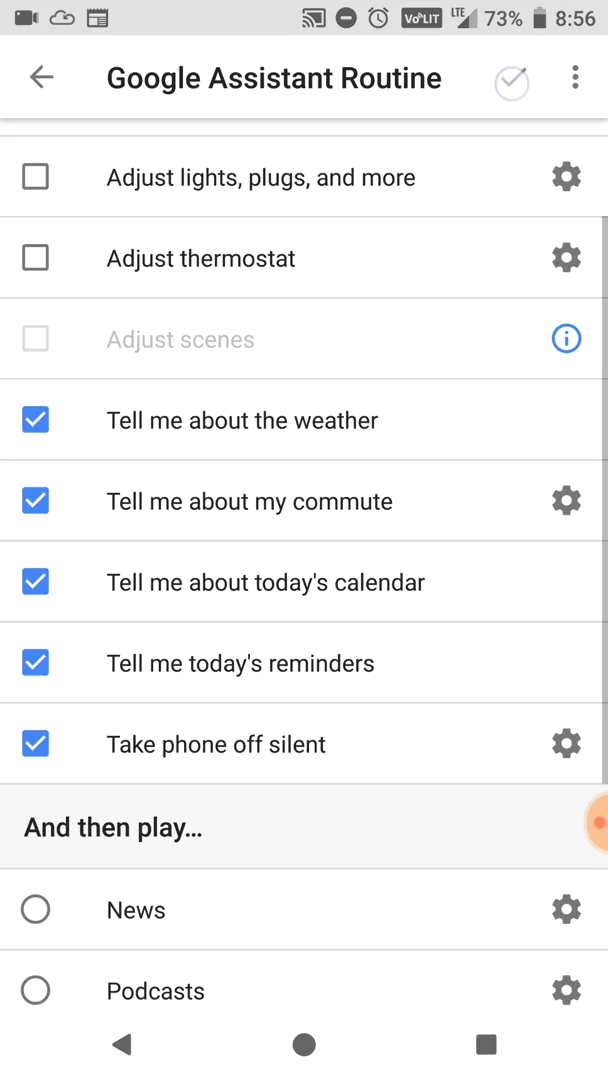 VoLIT LTE 73% 8:56
Google Assistant Routine
Adjust lights, plugs, and more
Adjust thermostat
Adjust scenes
Tell me about the weather
Tell me about my commute
Tell me about today's calendar
Tell me today's reminders
Take phone off silent
And then play...
News
Podcasts